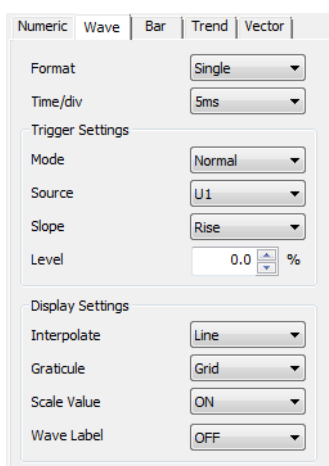 Numeric Wave Bar Trend Vector
Format Single
Time/div 5ms
Trigger Settings
Mode Normal
Source U1
Slope Rise
Level 0.0 %
Display Settings
Interpolate Line
Graticule Grid
Scale Value ON
Wave Label OFF